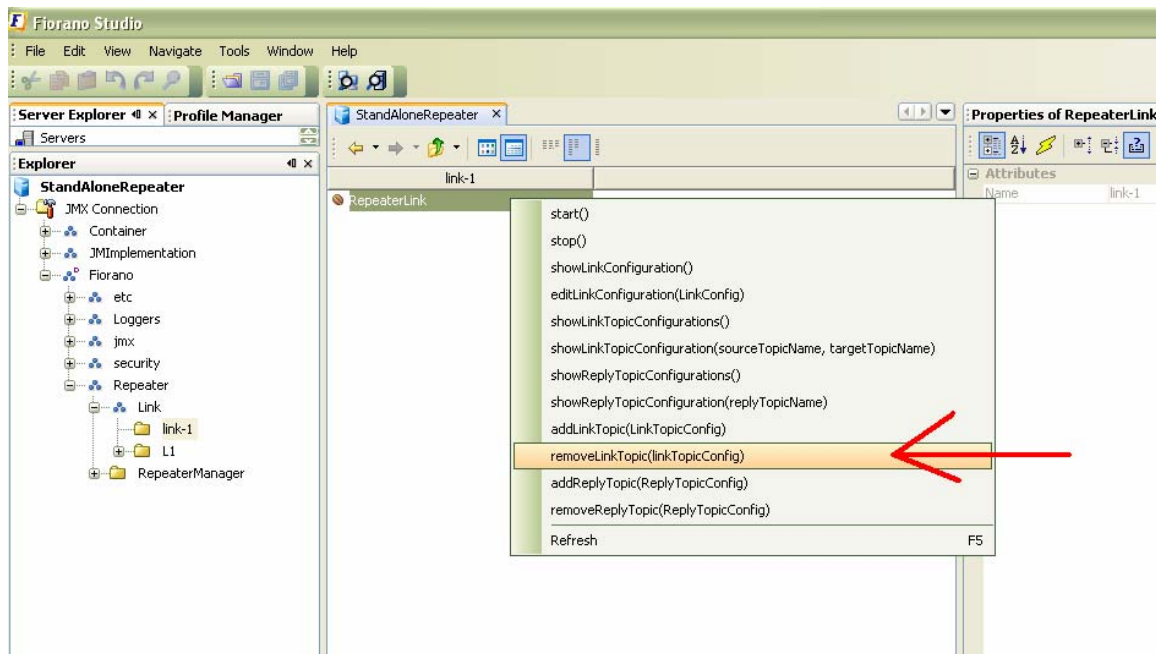 Fiorano Studio
File Edit View Navigate Tools Window Help
Server Explorer Profile Manager
Servers
Explorer
StandAloneRepeater
JMX Connection
Container
JMImplementation
Fiorano
etc
Loggers
jmx
security
Repeater
Link
link-1
L1
RepeaterManager
StandAloneRepeater
link-1
RepeaterLink
start()
stop()
showLinkConfiguration()
editLinkConfiguration(LinkConfig)
showLinkTopicConfigurations()
showLinkTopicConfiguration(sourceTopicName, targetTopicName)
showReplyTopicConfigurations()
showReplyTopicConfiguration(replyTopicName)
addLinkTopic(LinkTopicConfig)
removeLinkTopic(linkTopicConfig)
addReplyTopic(ReplyTopicConfig)
removeReplyTopic(ReplyTopicConfig)
Refresh F5
Properties of RepeaterLink
Attributes
Name link-1